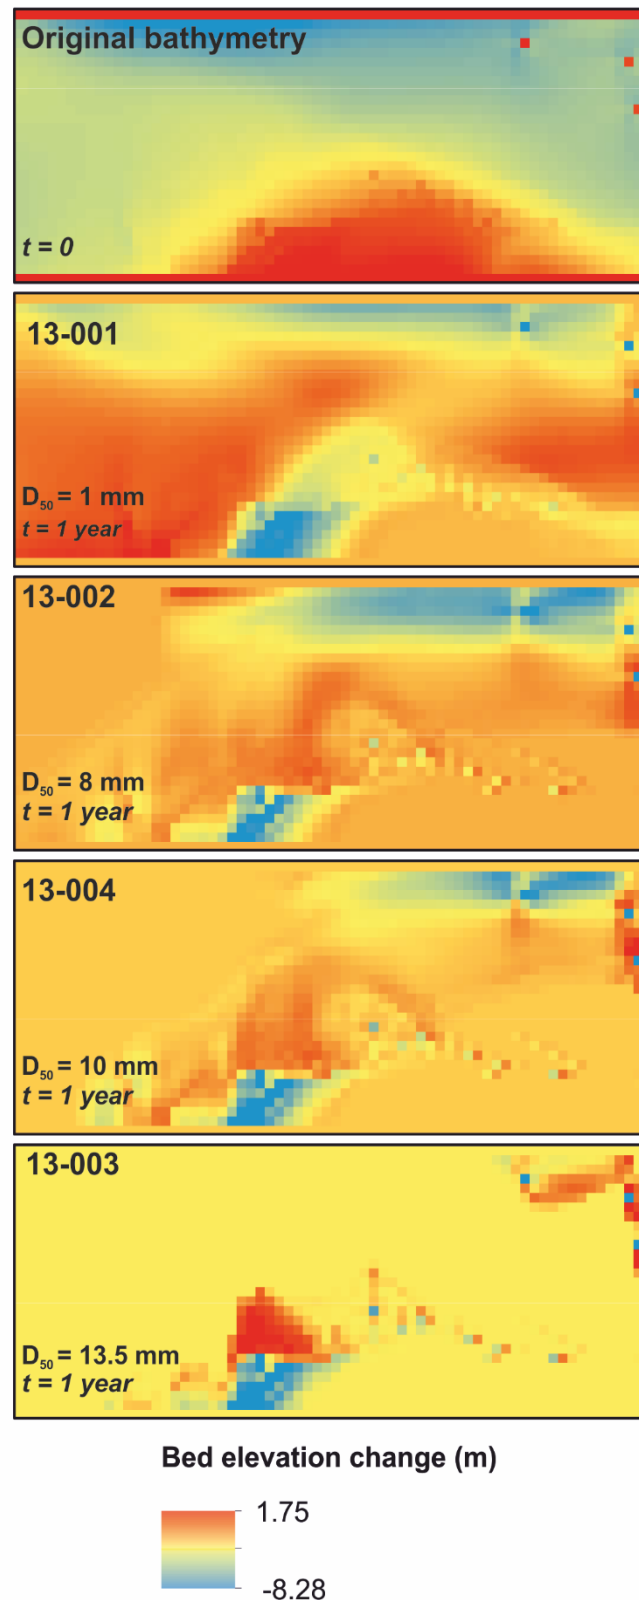 Original bathymetry
t = 0
13-001
D₅₀ = 1 mm
t = 1 year
13-002
D₅₀ = 8 mm
t = 1 year
13-004
D₅₀ = 10 mm
t = 1 year
13-003
D₅₀ = 13.5 mm
t = 1 year
Bed elevation change (m)
1.75
-8.28